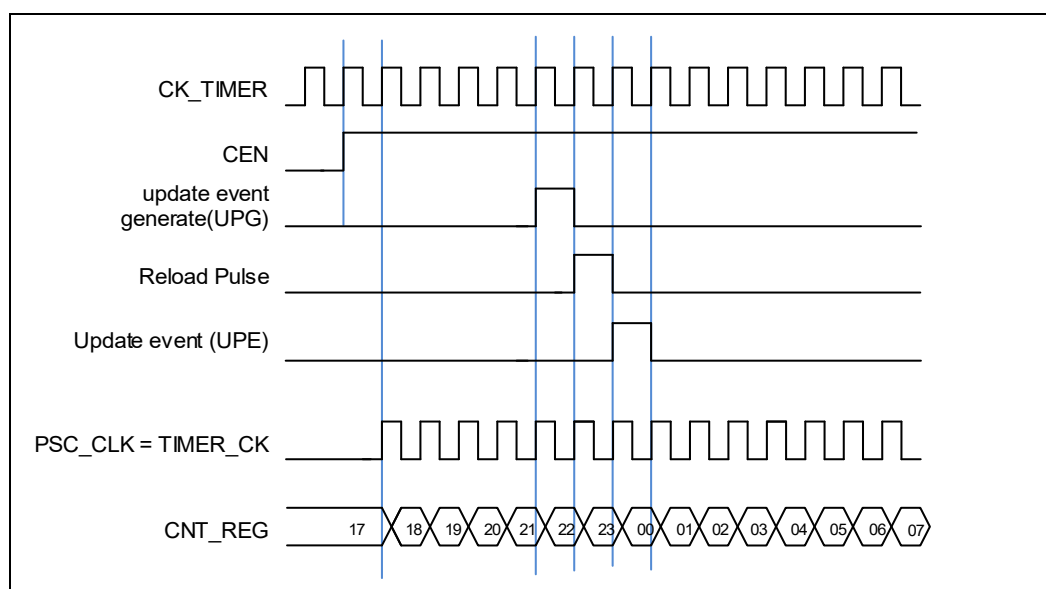 CK_TIMER
CEN
update event
generate(UPG)
Reload Pulse
Update event (UPE)
PSC_CLK = TIMER_CK
CNT_REG 17 18 19 20 21 22 23 00 01 02 03 04 05 06 07